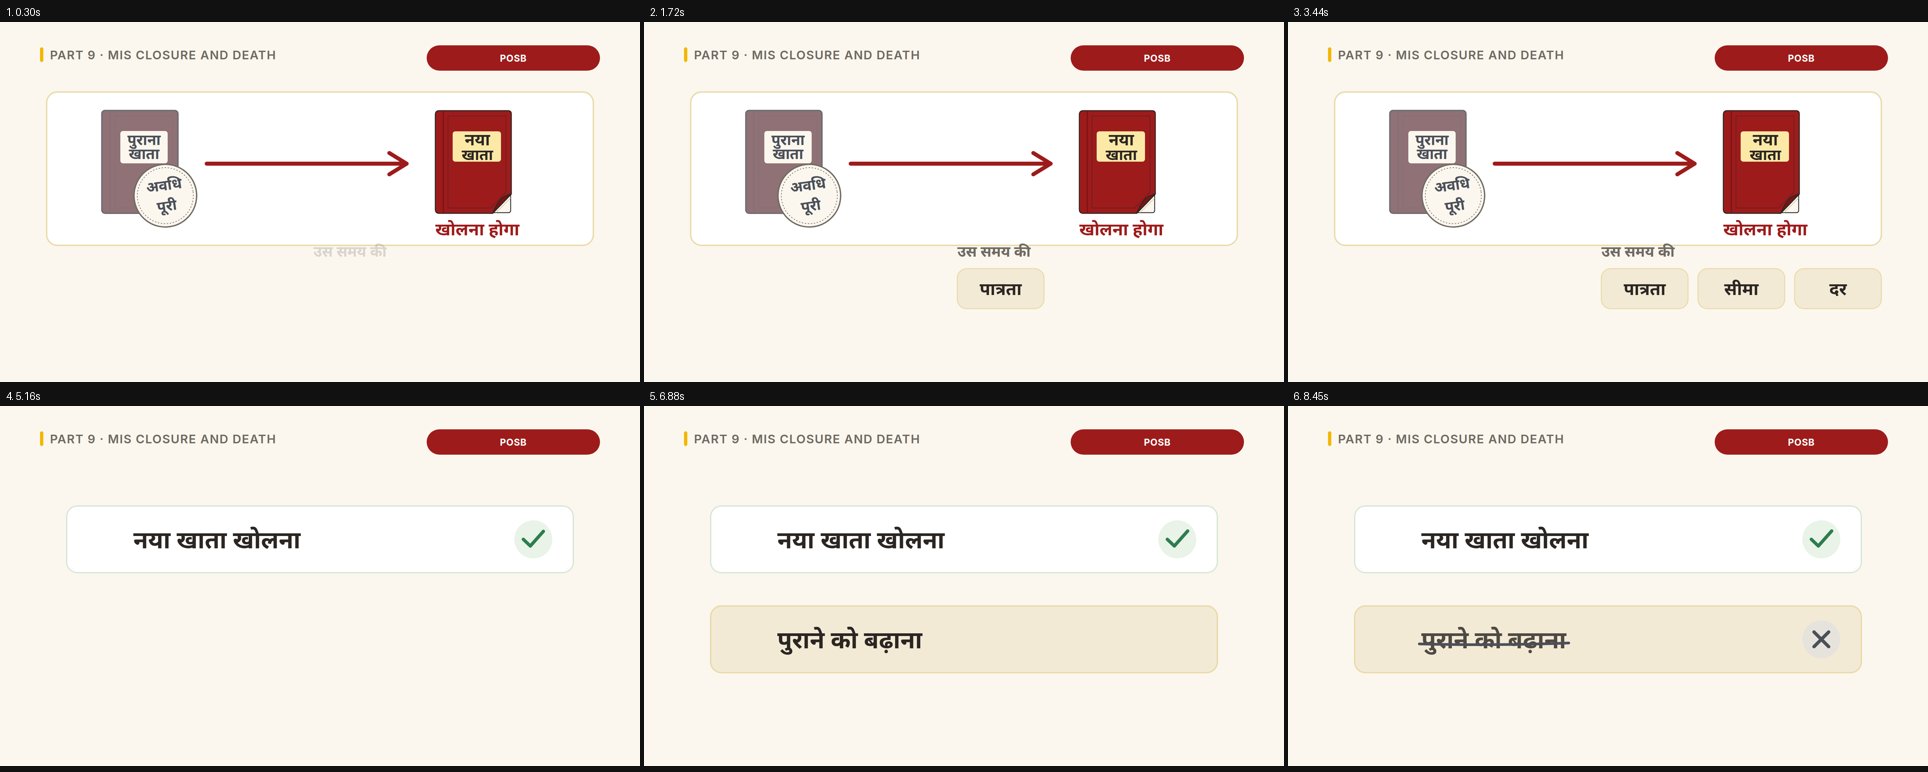 1. 0.30s
PART 9 · MIS CLOSURE AND DEATH
POSB
पुराना
खाता
अवधि
पूरी
नया
खाता
खोलना होगा
उस समय की
2. 1.72s
PART 9 · MIS CLOSURE AND DEATH
POSB
पुराना
खाता
अवधि
पूरी
नया
खाता
खोलना होगा
उस समय की
पात्रता
3. 3.44s
PART 9 · MIS CLOSURE AND DEATH
POSB
पुराना
खाता
अवधि
पूरी
नया
खाता
खोलना होगा
उस समय की
पात्रता
सीमा
दर
4. 5.16s
PART 9 · MIS CLOSURE AND DEATH
POSB
नया खाता खोलना
5. 6.88s
PART 9 · MIS CLOSURE AND DEATH
POSB
नया खाता खोलना
पुराने को बढ़ाना
6. 8.45s
PART 9 · MIS CLOSURE AND DEATH
POSB
नया खाता खोलना
पुराने को बढ़ाना